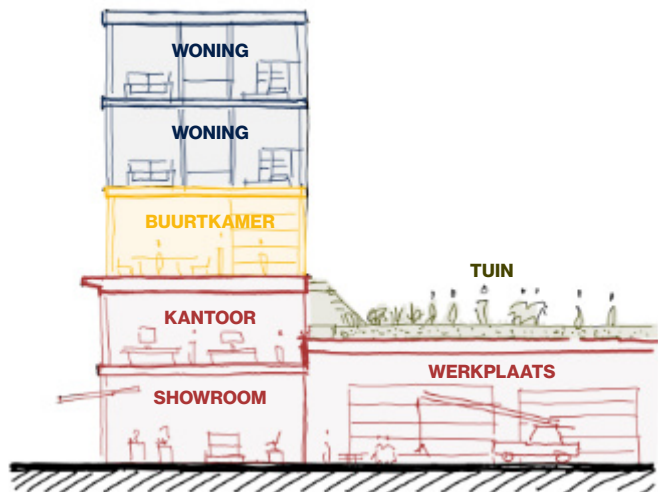 WONING
WONING
BUURTKAMER
TUIN
KANTOOR
WERKPLAATS
SHOWROOM